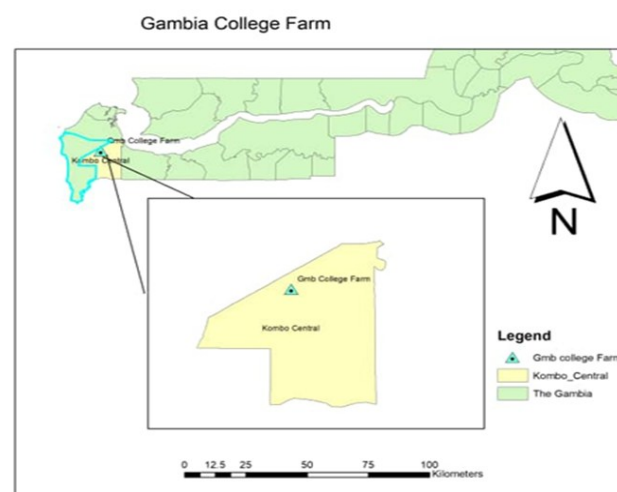 Gambia College Farm
Gmb College Farm
Kombo Central
N
Gmb College Farm
Kombo Central
Legend
Gmb college Farm
Kombo_Central
The Gambia
0 12.5 25 50 75 100
Kilometers